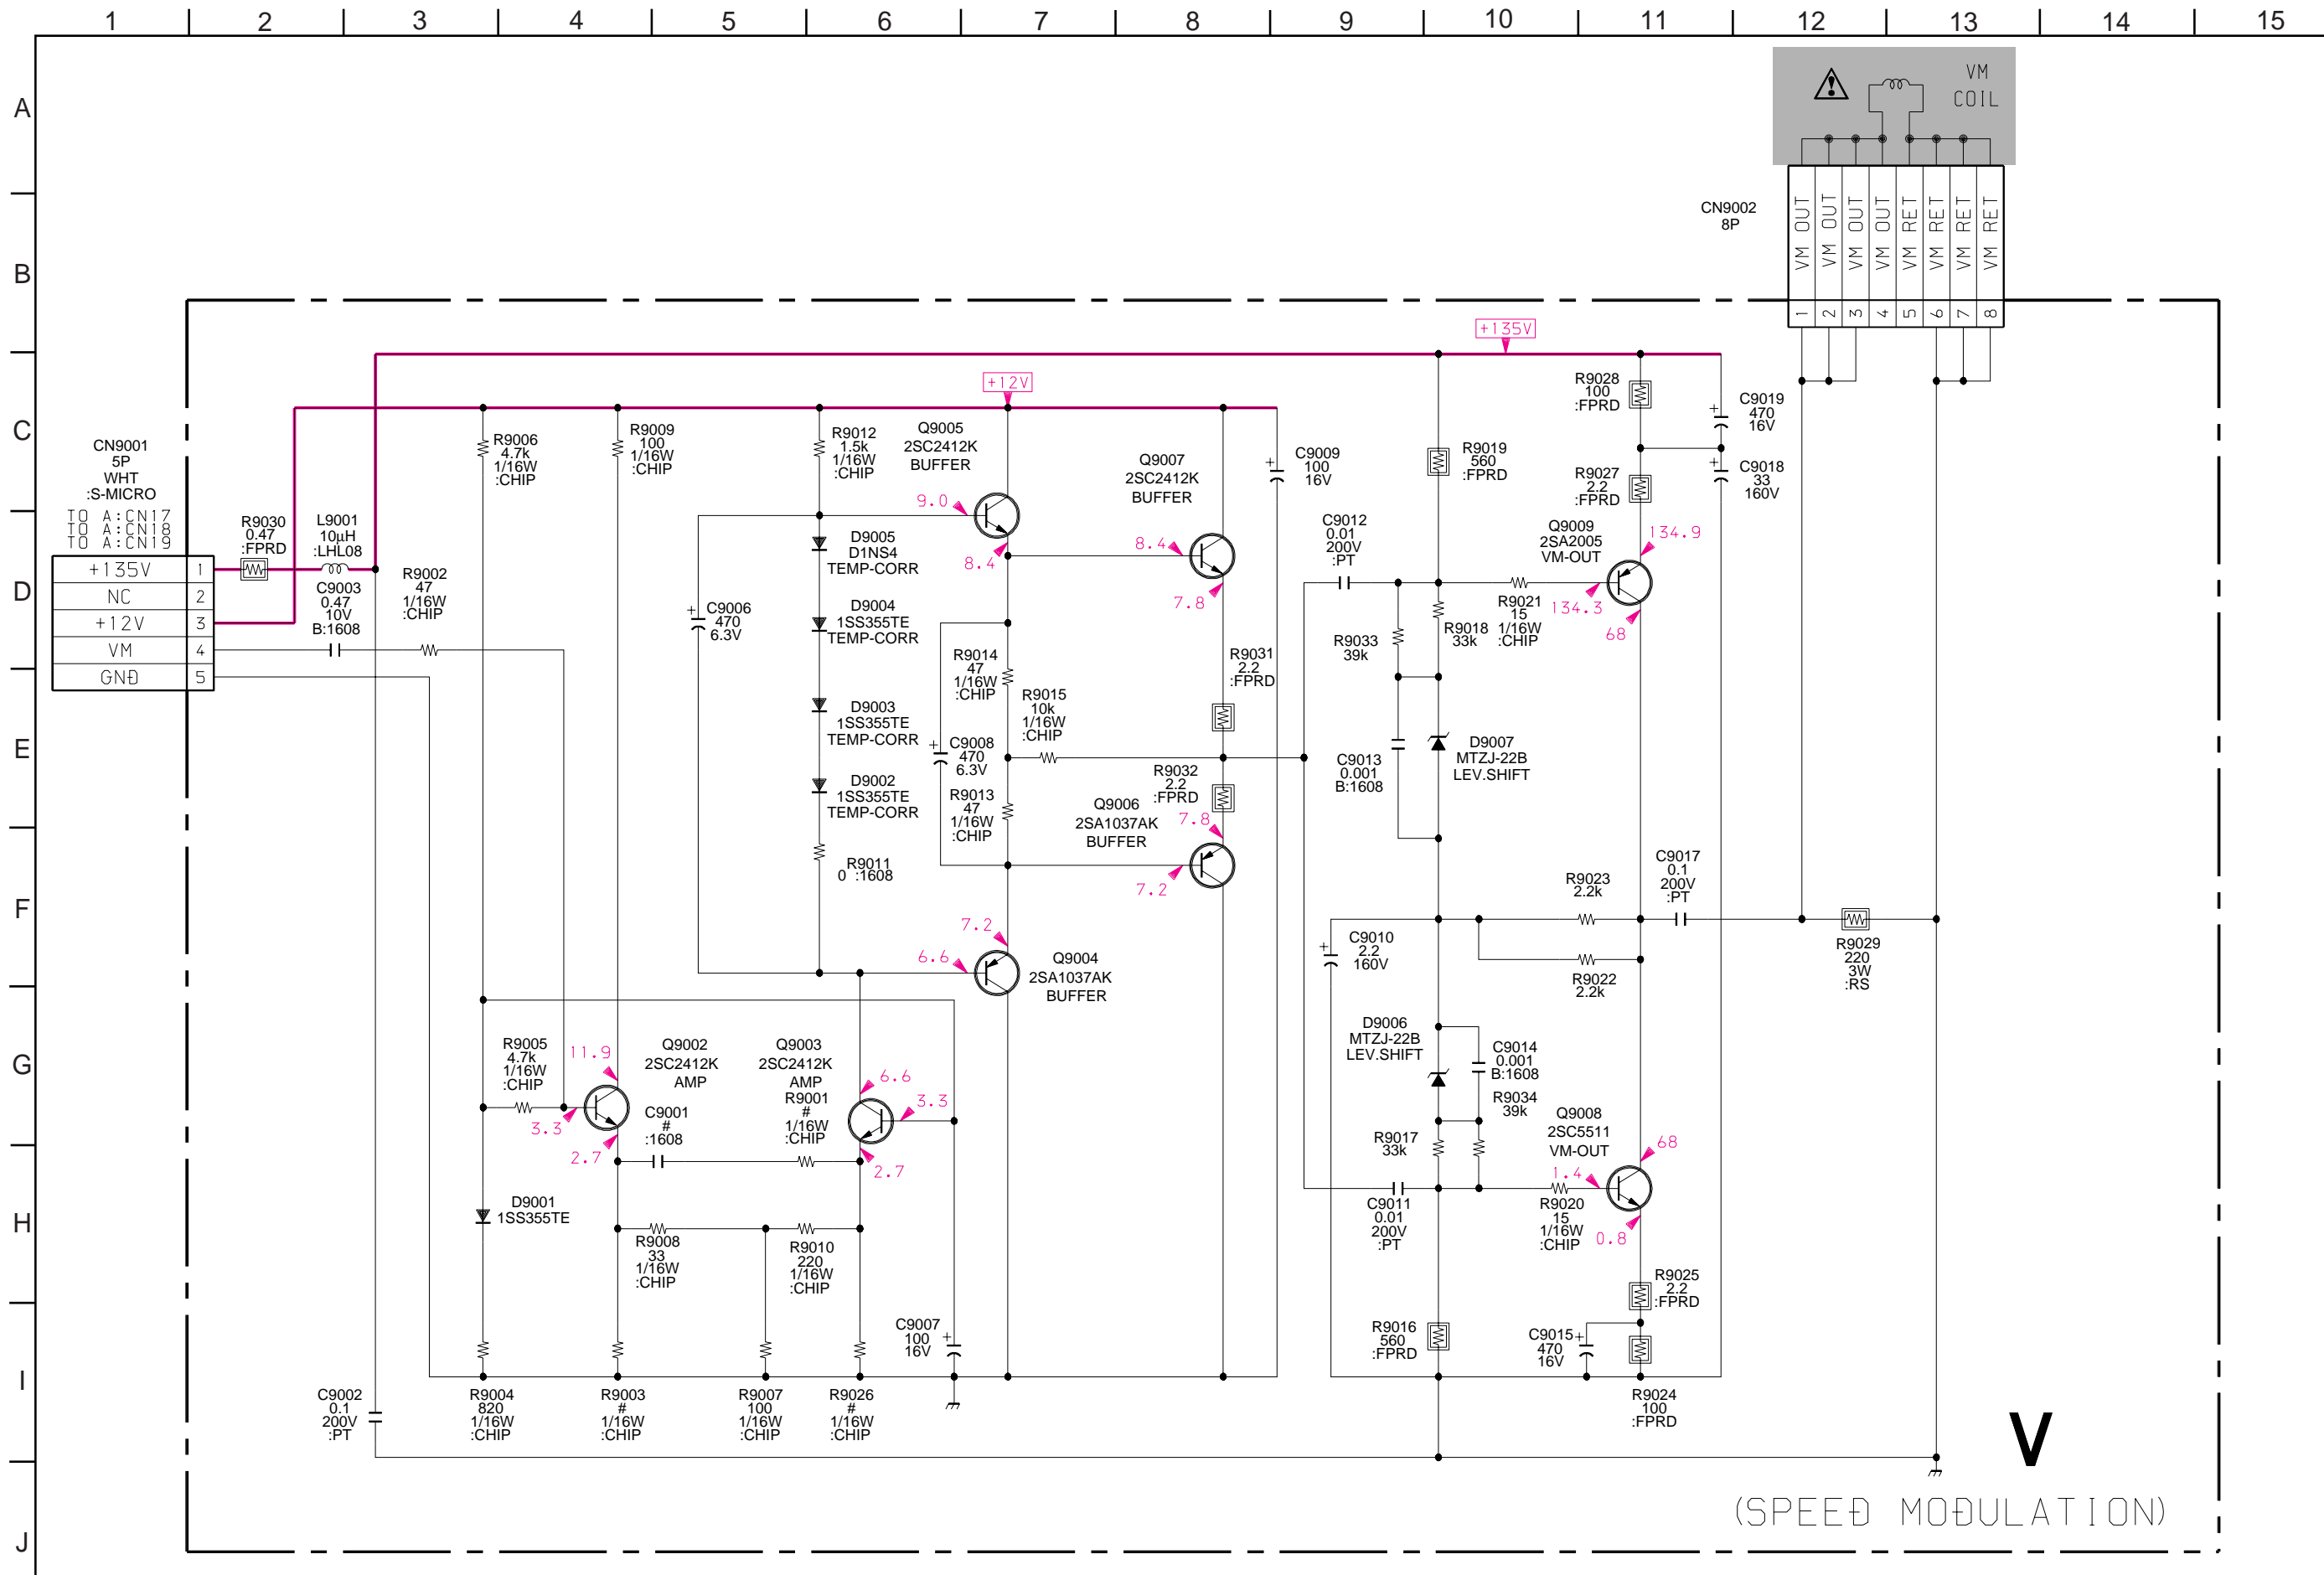 1 2 3 4 5 6 7 8 9 10 11 12 13 14 15
A
B
C
D
E
F
G
H
I
J
VM
COIL
CN9002
8P
VM OUT
VM OUT
VM OUT
VM OUT
VM RET
VM RET
VM RET
VM RET
1 2 3 4 5 6 7 8
+135V
+12V
CN9001
5P
WHT
:S-MICRO
TO A:CN17
TO A:CN18
TO A:CN19
+135V 1
NC 2
+12V 3
VM 4
GND 5
R9030
0.47
:FPRD
L9001
10µH
:LHL08
C9003
0.47
10V
B:1608
R9002
47
1/16W
:CHIP
R9006
4.7k
1/16W
:CHIP
R9009
100
1/16W
:CHIP
R9012
1.5k
1/16W
:CHIP
Q9005
2SC2412K
BUFFER
9.0
8.4
Q9007
2SC2412K
BUFFER
8.4
7.8
C9009
100
16V
C9006
470
6.3V
D9005
D1NS4
TEMP-CORR
D9004
1SS355TE
TEMP-CORR
D9003
1SS355TE
TEMP-CORR
D9002
1SS355TE
TEMP-CORR
R9011
0 :1608
R9014
47
1/16W
:CHIP
R9015
10k
1/16W
:CHIP
C9008
470
6.3V
R9013
47
1/16W
:CHIP
R9031
2.2
:FPRD
R9032
2.2
:FPRD
Q9006
2SA1037AK
BUFFER
7.8
7.2
7.2
6.6
Q9004
2SA1037AK
BUFFER
R9005
4.7k
1/16W
:CHIP
11.9
3.3
2.7
Q9002
2SC2412K
AMP
C9001
#
:1608
Q9003
2SC2412K
AMP
R9001
#
1/16W
:CHIP
6.6
3.3
2.7
D9001
1SS355TE
R9008
33
1/16W
:CHIP
R9010
220
1/16W
:CHIP
C9007
100
16V
C9002
0.1
200V
:PT
R9004
820
1/16W
:CHIP
R9003
#
1/16W
:CHIP
R9007
100
1/16W
:CHIP
R9026
#
1/16W
:CHIP
R9019
560
:FPRD
R9028
100
:FPRD
R9027
2.2
:FPRD
C9019
470
16V
C9018
33
160V
C9012
0.01
200V
:PT
Q9009
2SA2005
VM-OUT
134.9
134.3
68
R9021
15
1/16W
:CHIP
R9018
33k
R9033
39k
C9013
0.001
B:1608
D9007
MTZJ-22B
LEV.SHIFT
R9023
2.2k
C9017
0.1
200V
:PT
R9022
2.2k
R9029
220
3W
:RS
C9010
2.2
160V
D9006
MTZJ-22B
LEV.SHIFT
C9014
0.001
B:1608
R9034
39k
R9017
33k
Q9008
2SC5511
VM-OUT
68
1.4
0.8
C9011
0.01
200V
:PT
R9020
15
1/16W
:CHIP
R9025
2.2
:FPRD
R9016
560
:FPRD
C9015
470
16V
R9024
100
:FPRD
V
(SPEED MODULATION)